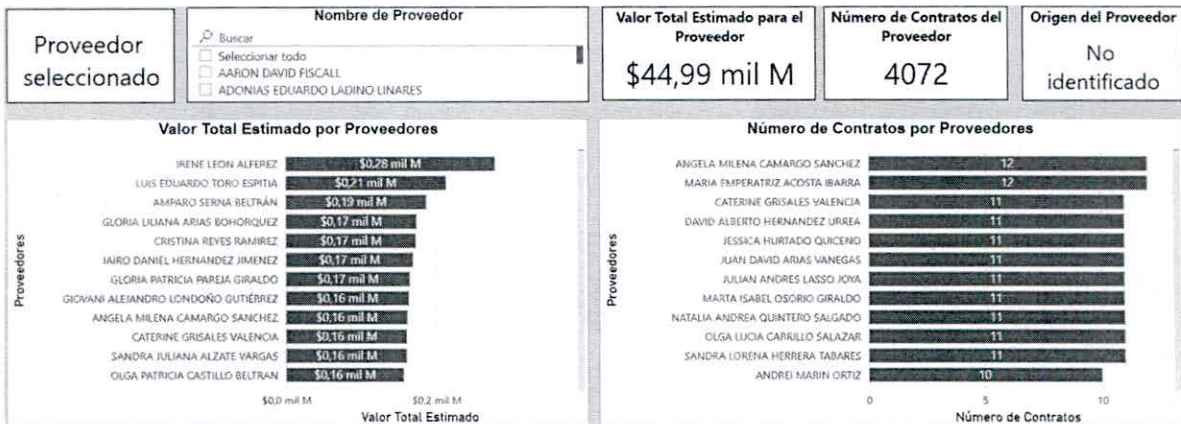 Proveedor
seleccionado
Nombre de Proveedor
Buscar
Seleccionar todo
AARON DAVID FISCALL
ADONIAS EDUARDO LADINO LINARES
Valor Total Estimado para el
Proveedor
$44,99 mil M
Número de Contratos del
Proveedor
4072
Origen del Proveedor
No
identificado
Valor Total Estimado por Proveedores
Proveedores
IRENE LEON ALFEREZ $0,28 mil M
LUIS EDUARDO TORO ESPITIA $0,21 mil M
AMPARO SERNA BELTRÁN $0,19 mil M
GLORIA LILIANA ARIAS BOHORQUEZ $0,17 mil M
CRISTINA REYES RAMIREZ $0,17 mil M
JAIRO DANIEL HERNANDEZ JIMENEZ $0,17 mil M
GLORIA PATRICIA PAREJA GIRALDO $0,17 mil M
GIOVANI ALEJANDRO LONDOÑO GUTIÉRREZ $0,16 mil M
ANGELA MILENA CAMARGO SANCHEZ $0,16 mil M
CATERINE GRISALES VALENCIA $0,16 mil M
SANDRA JULIANA ALZATE VARGAS $0,16 mil M
OLGA PATRICIA CASTILLO BELTRAN $0,16 mil M
$0,0 mil M $0,2 mil M
Valor Total Estimado
Número de Contratos por Proveedores
Proveedores
ANGELA MILENA CAMARGO SANCHEZ 12
MARIA EMPERATRIZ ACOSTA IBARRA 12
CATERINE GRISALES VALENCIA 11
DAVID ALBERTO HERNANDEZ URREA 11
JESSICA HURTADO QUICENO 11
JUAN DAVID ARIAS VANEGAS 11
JULIAN ANDRES LASSO JOYA 11
MARTA ISABEL OSORIO GIRALDO 11
NATALIA ANDREA QUINTERO SALGADO 11
OLGA LUCIA CARRILLO SALAZAR 11
SANDRA LORENA HERRERA TABARES 11
ANDREI MARIN ORTIZ 10
0 5 10
Número de Contratos